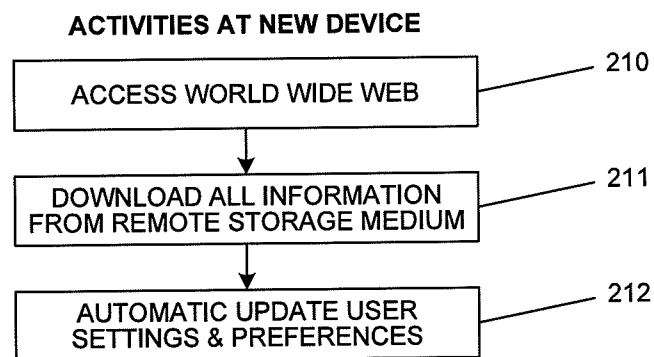 ACTIVITIES AT NEW DEVICE
ACCESS WORLD WIDE WEB
210
DOWNLOAD ALL INFORMATION
FROM REMOTE STORAGE MEDIUM
211
AUTOMATIC UPDATE USER
SETTINGS & PREFERENCES
212